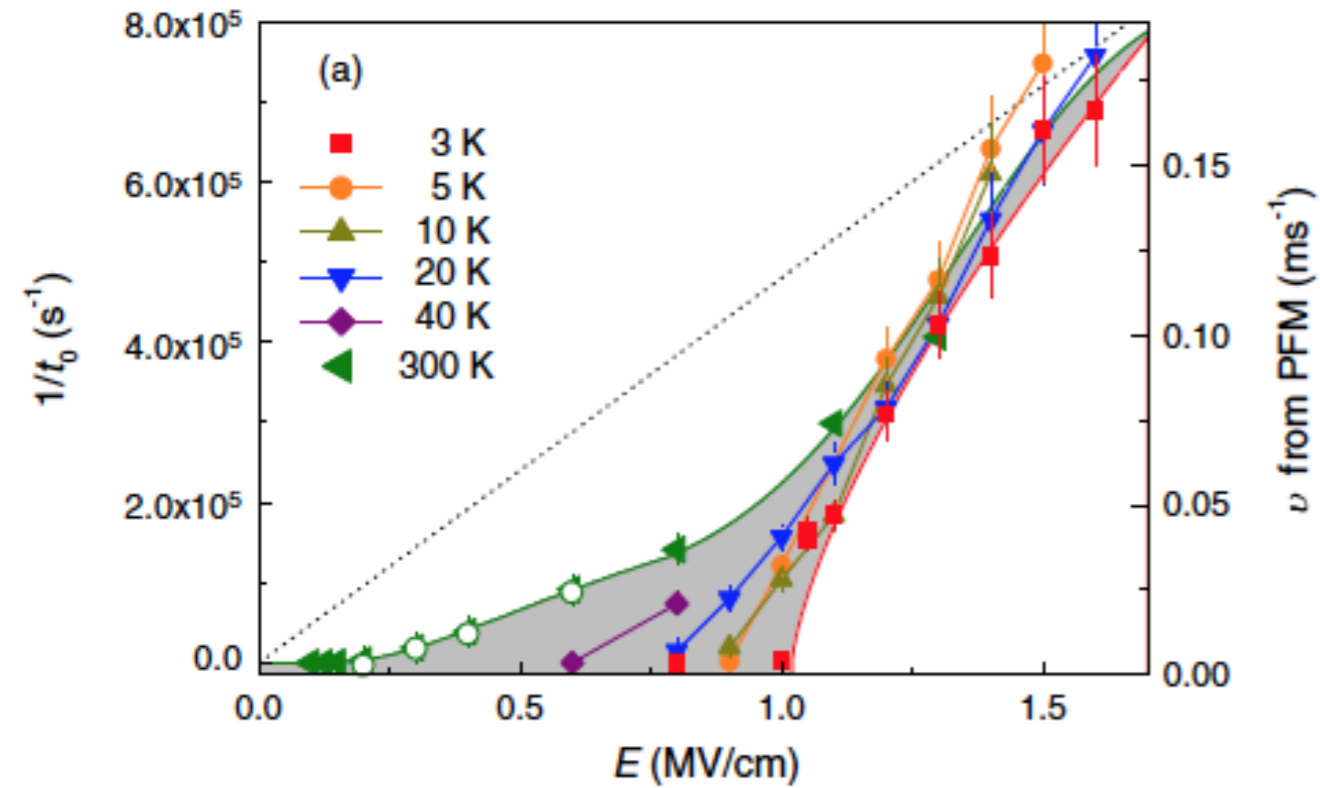 (a)
3 K
5 K
10 K
20 K
40 K
300 K
8.0x10⁵
6.0x10⁵
4.0x10⁵
2.0x10⁵
0.0
1/t₀ (s⁻¹)
0.15
0.10
0.05
0.00
υ from PFM (ms⁻¹)
0.0
0.5
1.0
1.5
E (MV/cm)